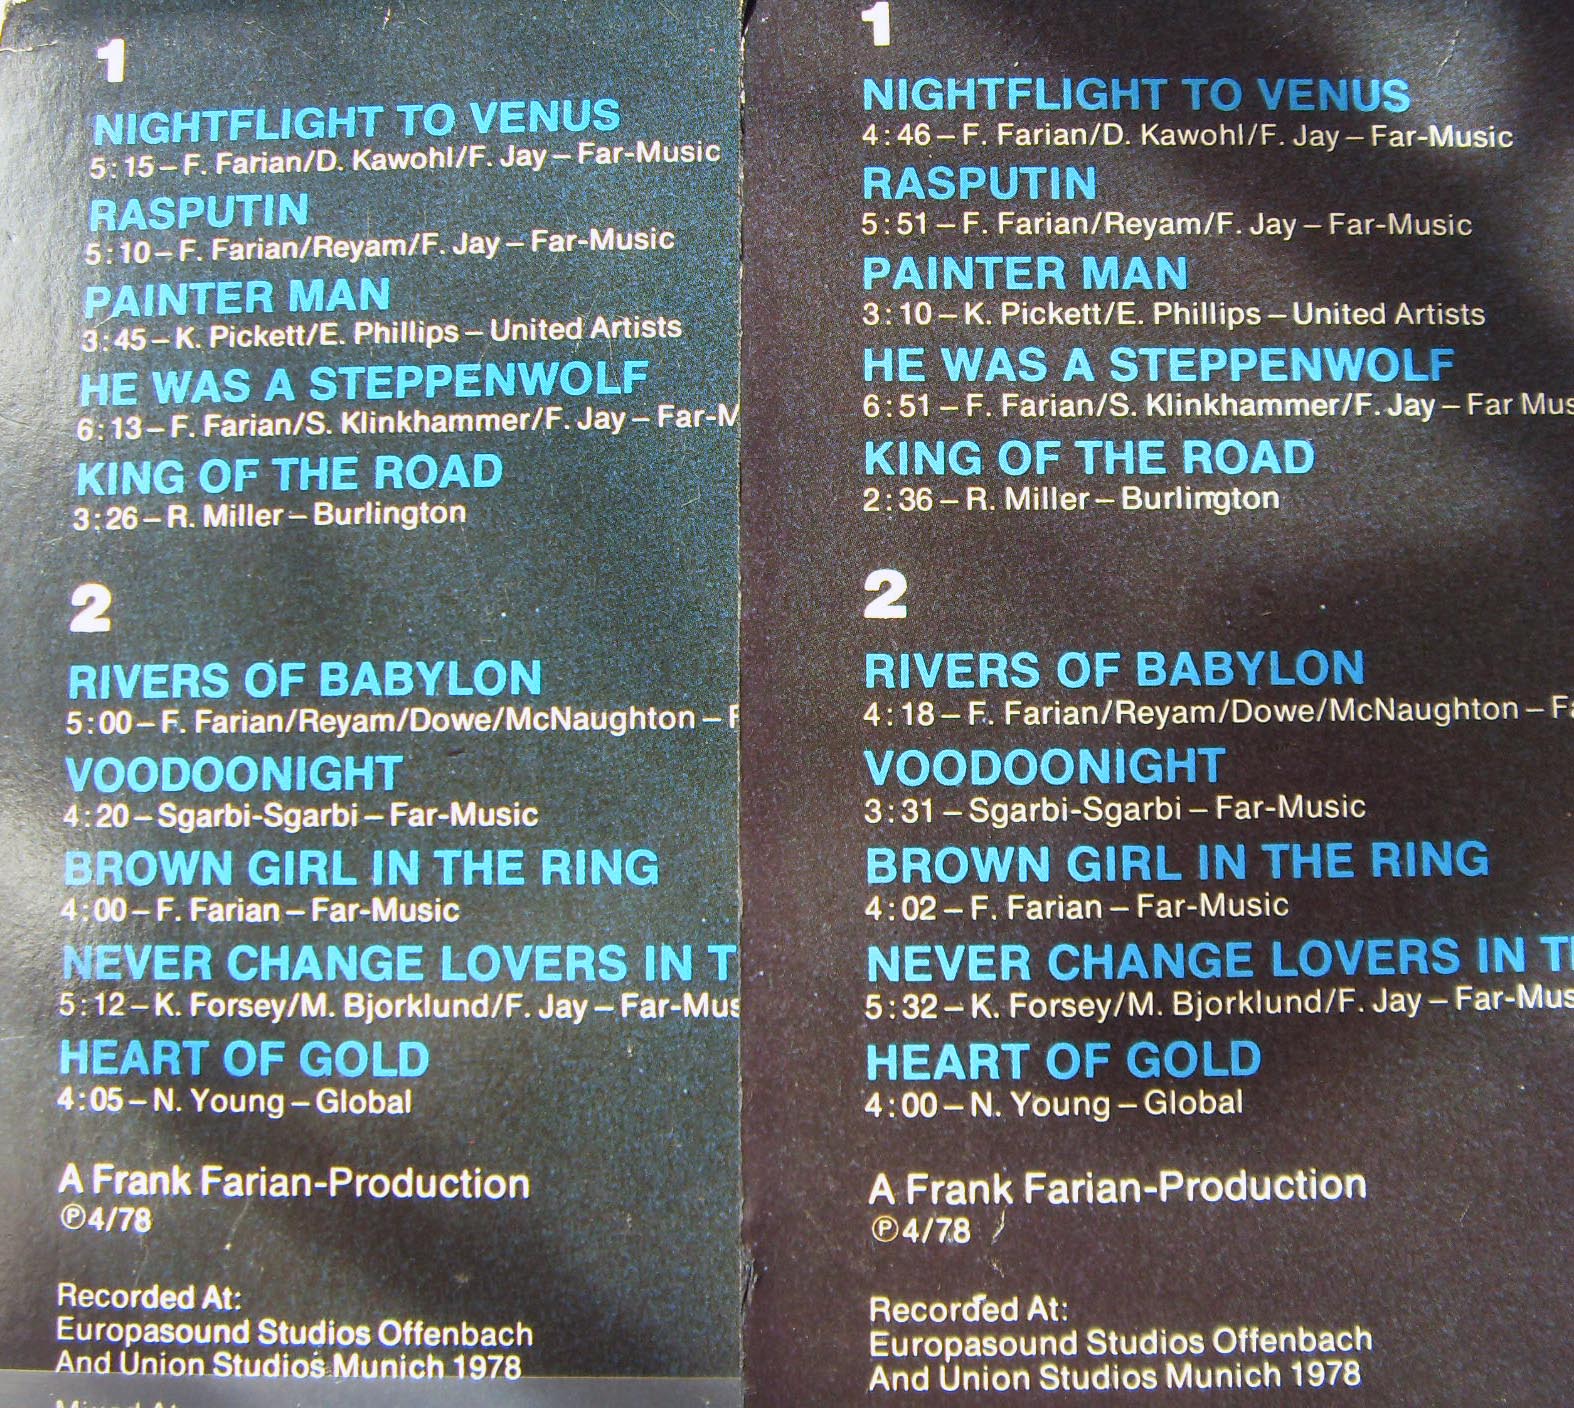 1
NIGHTFLIGHT TO VENUS
5:15–F. Farian/D. Kawohl/F. Jay – Far-Music
RASPUTIN
5:10–F. Farian/Reyam/F. Jay – Far-Music
PAINTER MAN
3:45–K. Pickett/E. Phillips – United Artists
HE WAS A STEPPENWOLF
6:13–F. Farian/S. Klinkhammer/F. Jay – Far-M
KING OF THE ROAD
3:26–R. Miller – Burlington
2
RIVERS OF BABYLON
5:00–F. Farian/Reyam/Dowe/McNaughton – F
VOODOONIGHT
4:20–Sgarbi-Sgarbi – Far-Music
BROWN GIRL IN THE RING
4:00–F. Farian – Far-Music
NEVER CHANGE LOVERS IN T
5:12–K. Forsey/M. Bjorklund/F. Jay – Far-Mus
HEART OF GOLD
4:05–N. Young – Global
A Frank Farian-Production
℗4/78
Recorded At:
Europasound Studios Offenbach
And Union Studios Munich 1978
1
NIGHTFLIGHT TO VENUS
4:46–F. Farian/D. Kawohl/F. Jay – Far-Music
RASPUTIN
5:51–F. Farian/Reyam/F. Jay – Far-Music
PAINTER MAN
3:10–K. Pickett/E. Phillips – United Artists
HE WAS A STEPPENWOLF
6:51–F. Farian/S. Klinkhammer/F. Jay – Far Mus
KING OF THE ROAD
2:36–R. Miller – Burlington
2
RIVERS OF BABYLON
4:18–F. Farian/Reyam/Dowe/McNaughton – Fa
VOODOONIGHT
3:31–Sgarbi-Sgarbi – Far-Music
BROWN GIRL IN THE RING
4:02–F. Farian – Far-Music
NEVER CHANGE LOVERS IN T
5:32–K. Forsey/M. Bjorklund/F. Jay – Far-Mus
HEART OF GOLD
4:00–N. Young – Global
A Frank Farian-Production
℗4/78
Recorded At:
Europasound Studios Offenbach
And Union Studios Munich 1978